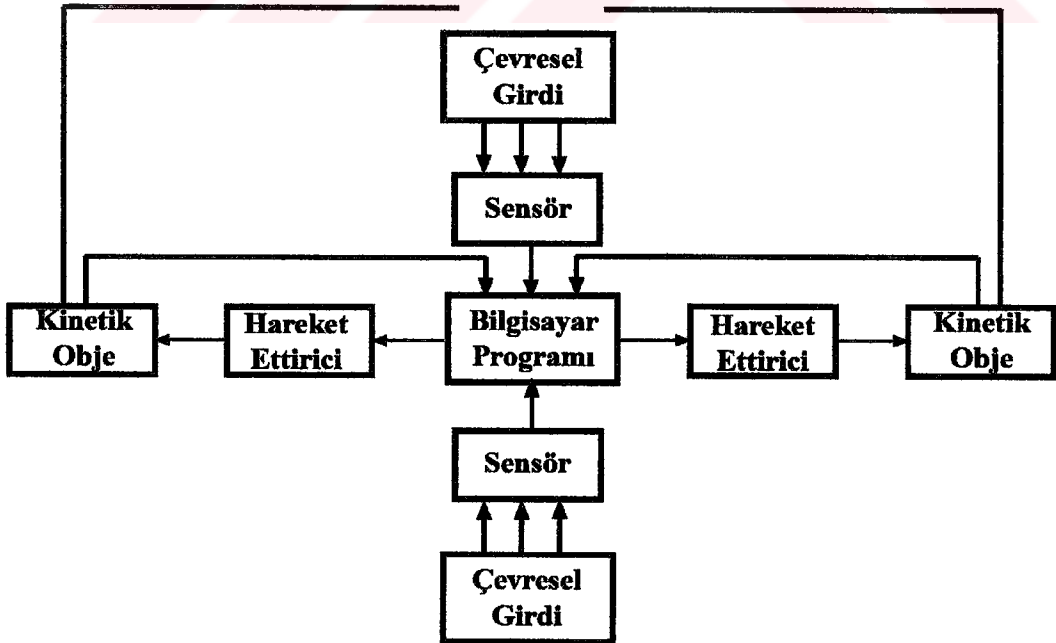 Çevresel
Girdi
Sensör
Kinetik
Obje
Hareket
Ettirici
Bilgisayar
Programı
Hareket
Ettirici
Kinetik
Obje
Sensör
Çevresel
Girdi